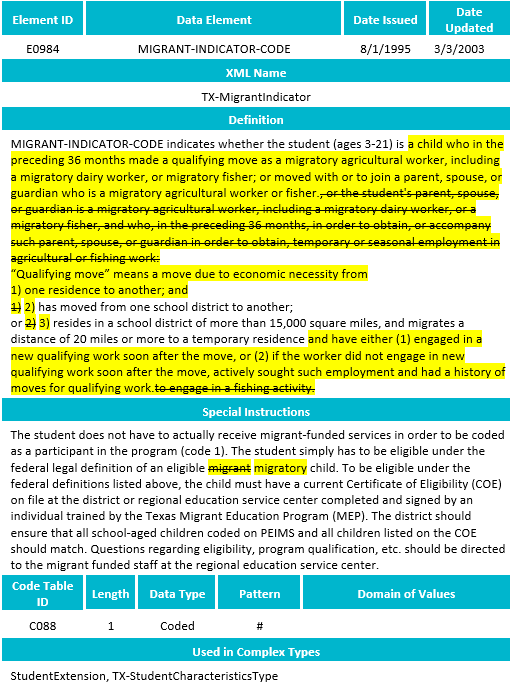 Element ID Data Element Date Issued Date Updated
E0984 MIGRANT-INDICATOR-CODE 8/1/1995 3/3/2003
XML Name
TX-MigrantIndicator
Definition
MIGRANT-INDICATOR-CODE indicates whether the student (ages 3-21) is a child who in the
preceding 36 months made a qualifying move as a migratory agricultural worker, including
a migratory dairy worker, or migratory fisher; or moved with or to join a parent, spouse, or
guardian who is a migratory agricultural worker or fisher., or the student's parent, spouse,
or guardian is a migratory agricultural worker, including a migratory dairy worker, or a
migratory fisher, and who, in the preceding 36 months, in order to obtain, or accompany
such parent, spouse, or guardian in order to obtain, temporary or seasonal employment in
agricultural or fishing work:
“Qualifying move” means a move due to economic necessity from
1) one residence to another; and
1) 2) has moved from one school district to another;
or 2) 3) resides in a school district of more than 15,000 square miles, and migrates a
distance of 20 miles or more to a temporary residence and have either (1) engaged in a
new qualifying work soon after the move, or (2) if the worker did not engage in new
qualifying work soon after the move, actively sought such employment and had a history of
moves for qualifying work.to engage in a fishing activity.
Special Instructions
The student does not have to actually receive migrant-funded services in order to be coded
as a participant in the program (code 1). The student simply has to be eligible under the
federal legal definition of an eligible migrant migratory child. To be eligible under the
federal definitions listed above, the child must have a current Certificate of Eligibility (COE)
on file at the district or regional education service center completed and signed by an
individual trained by the Texas Migrant Education Program (MEP). The district should
ensure that all school-aged children coded on PEIMS and all children listed on the COE
should match. Questions regarding eligibility, program qualification, etc. should be directed
to the migrant funded staff at the regional education service center.
Code Table ID Length Data Type Pattern Domain of Values
C088 1 Coded #
Used in Complex Types
StudentExtension, TX-StudentCharacteristicsType